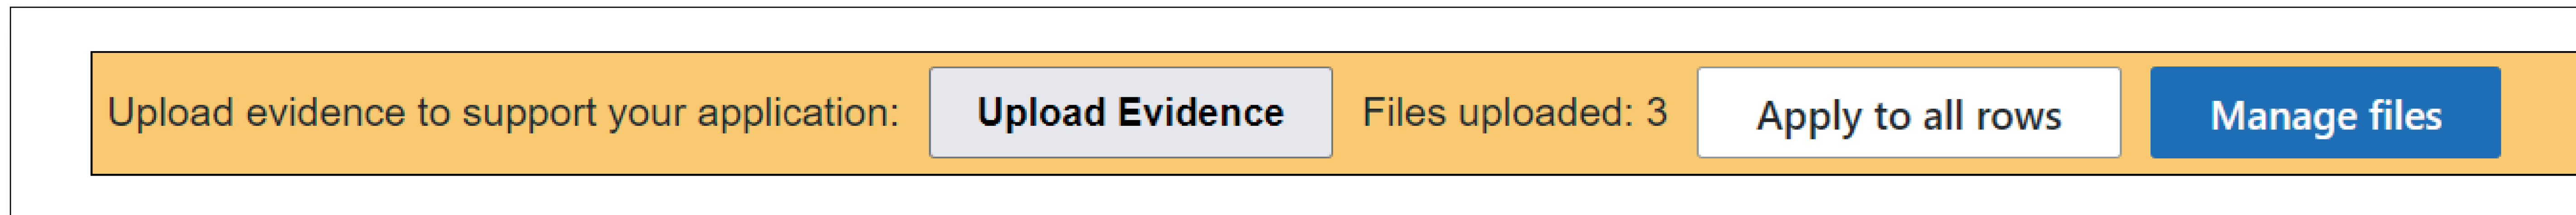 Upload evidence to support your application: Upload Evidence Files uploaded: 3 Apply to all rows Manage files